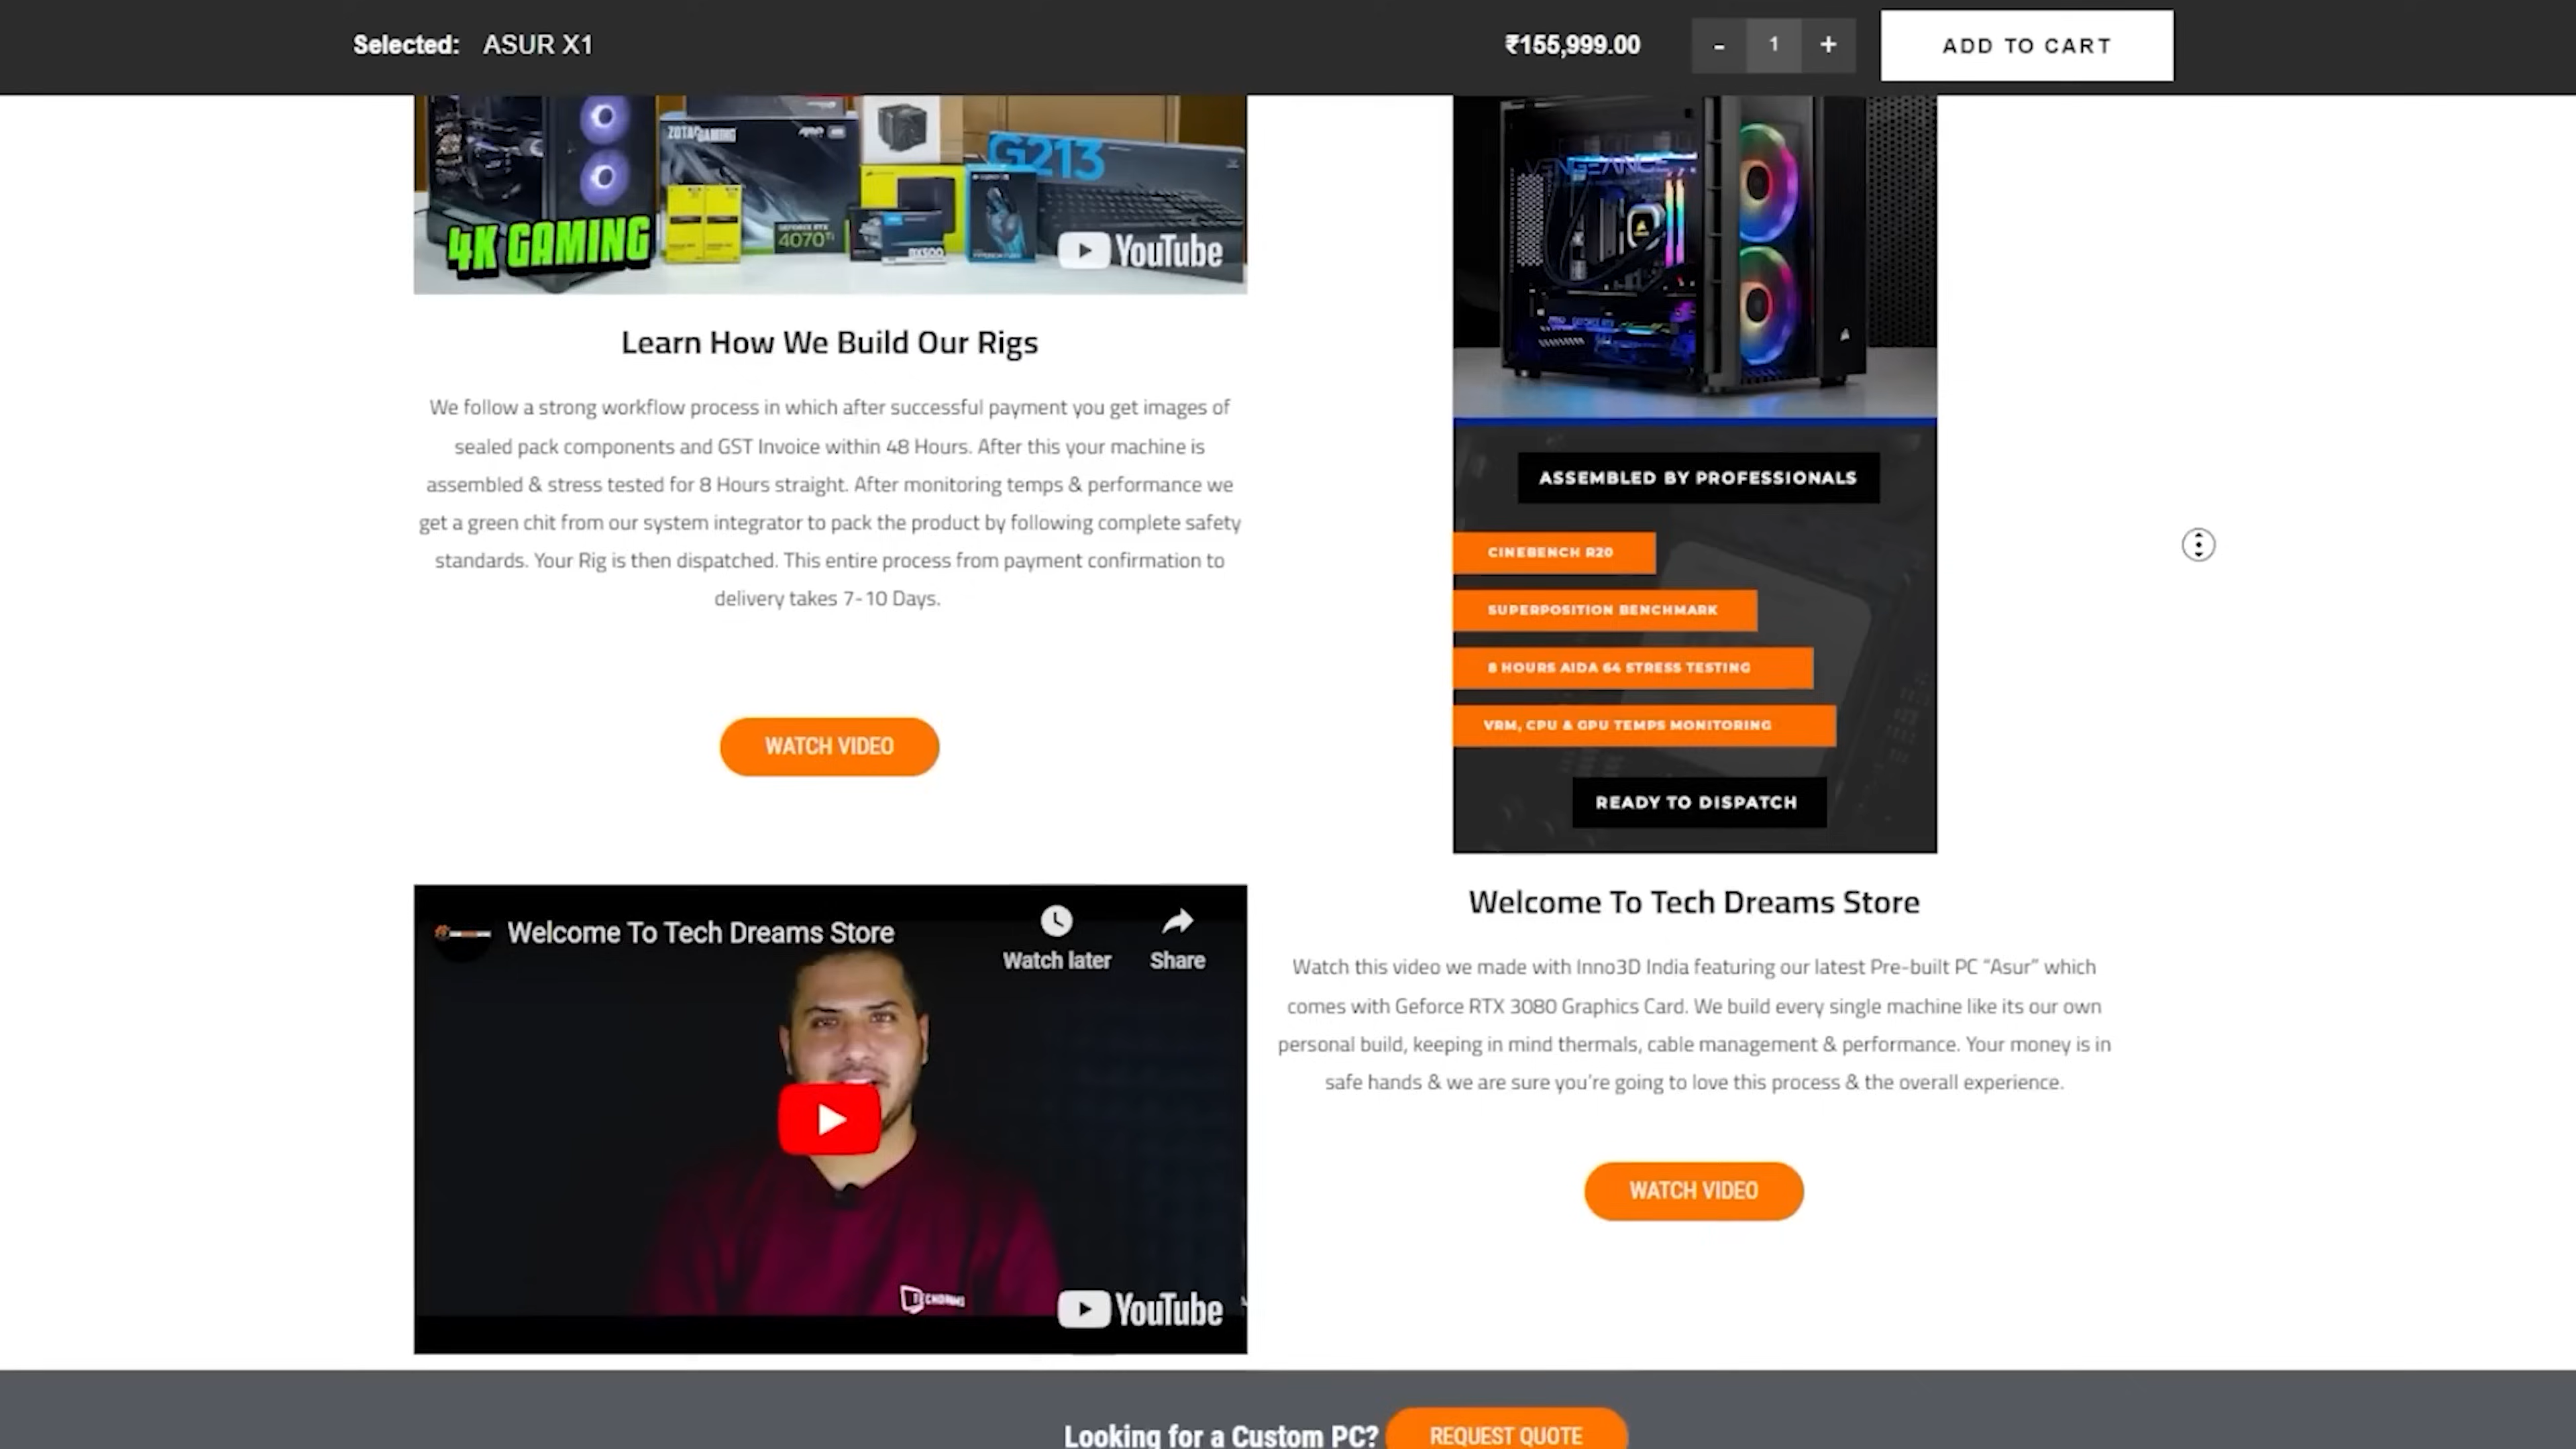 Selected: ASUR X1
₹155,999.00
- 1 +
ADD TO CART
ZOTAC GAMING
G213
GEFORCE RTX
4070Ti
4K GAMING
YouTube
VENGEANCE
Learn How We Build Our Rigs
We follow a strong workflow process in which after successful payment you get images of
sealed pack components and GST Invoice within 48 Hours. After this your machine is
assembled & stress tested for 8 Hours straight. After monitoring temps & performance we
get a green chit from our system integrator to pack the product by following complete safety
standards. Your Rig is then dispatched. This entire process from payment confirmation to
delivery takes 7-10 Days.
WATCH VIDEO
ASSEMBLED BY PROFESSIONALS
CINEBENCH R20
SUPERPOSITION BENCHMARK
8 HOURS AIDA 64 STRESS TESTING
VRM, CPU & GPU TEMPS MONITORING
READY TO DISPATCH
Welcome To Tech Dreams Store
Watch later
Share
TECHDREAMS
YouTube
Welcome To Tech Dreams Store
Watch this video we made with Inno3D India featuring our latest Pre-built PC “Asur” which
comes with Geforce RTX 3080 Graphics Card. We build every single machine like its our own
personal build, keeping in mind thermals, cable management & performance. Your money is in
safe hands & we are sure you're going to love this process & the overall experience.
WATCH VIDEO
Looking for a Custom PC?
REQUEST QUOTE